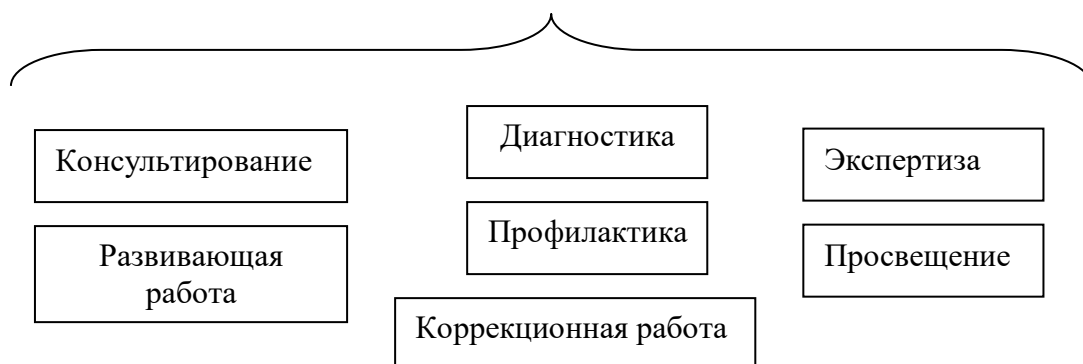 Консультирование
Развивающая
работа
Диагностика
Профилактика
Коррекционная работа
Экспертиза
Просвещение